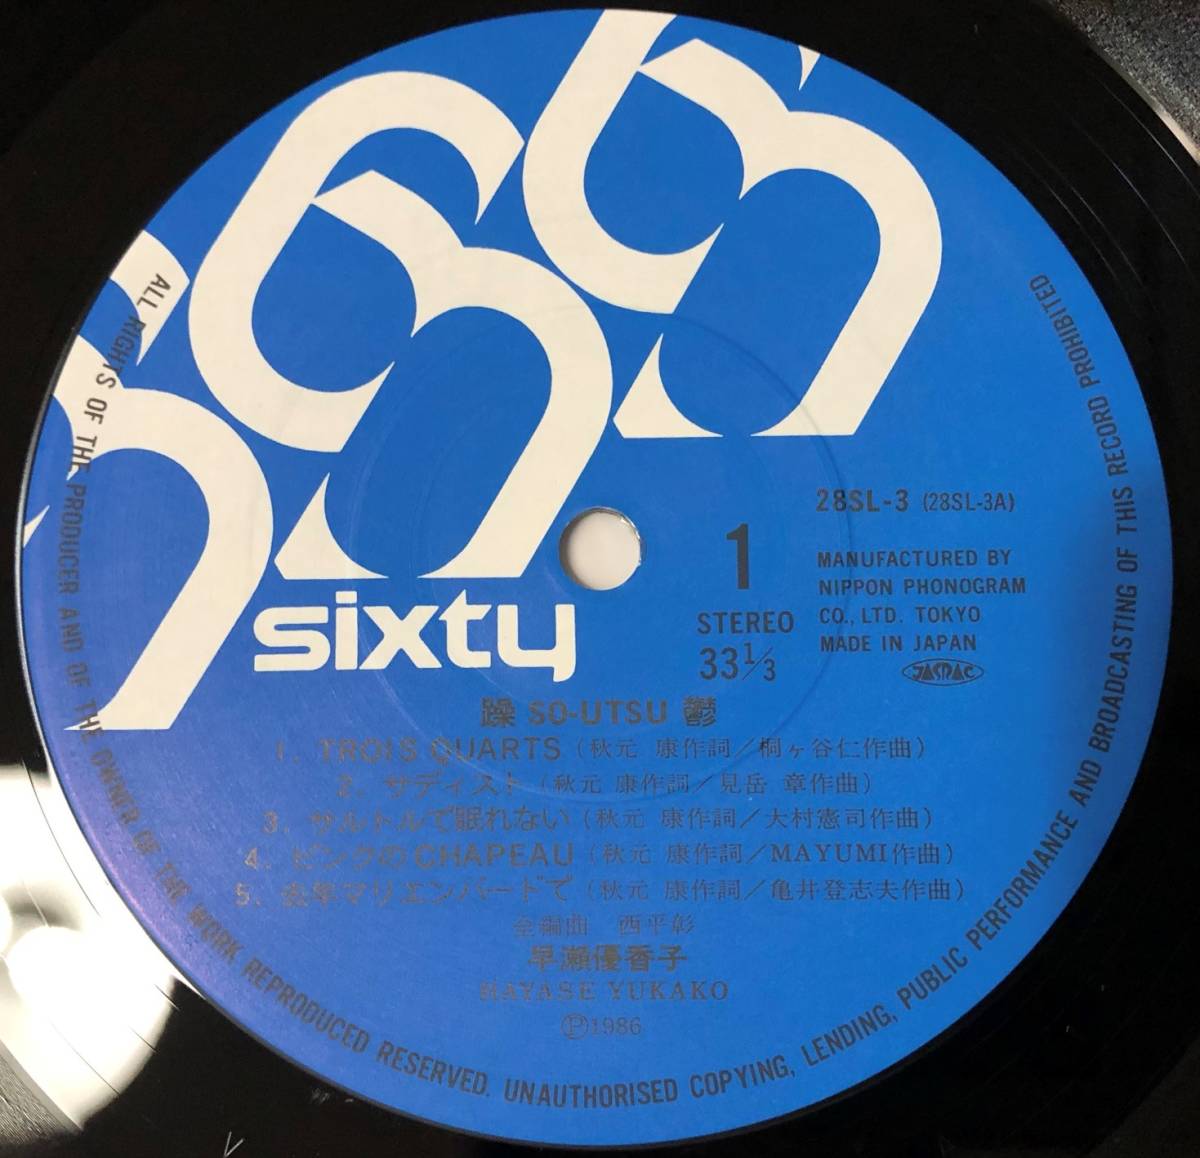 sixty
28SL-3 (28SL-3A)
1
STEREO
33⅓
MANUFACTURED BY
NIPPON PHONOGRAM
CO., LTD. TOKYO
MADE IN JAPAN
JASRAC
躁 SO-UTSU 鬱
1. TROIS QUARTS (秋元 康作詞／桐ヶ谷仁作曲)
2. サディスト (秋元 康作詞／見岳 章作曲)
3. サルトルで眠れない (秋元 康作詞／大村憲司作曲)
4. ピンクのCHAPEAU (秋元 康作詞／MAYUMI作曲)
5. 去年マリエンバードで (秋元 康作詞／亀井登志夫作曲)
全編曲 西平彰
早瀬優香子
HAYASE YUKAKO
Ⓟ1986
ALL RIGHTS OF THE PRODUCER AND OF THE OWNER OF THE WORK REPRODUCED RESERVED. UNAUTHORISED COPYING, LENDING, PUBLIC PERFORMANCE AND BROADCASTING OF THIS RECORD PROHIBITED